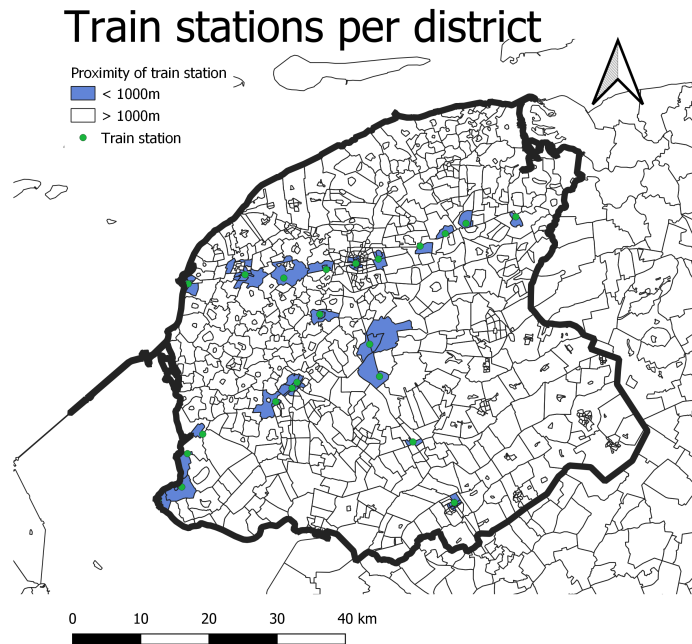 Train stations per district
Proximity of train station
< 1000m
> 1000m
Train station
0 10 20 30 40 km